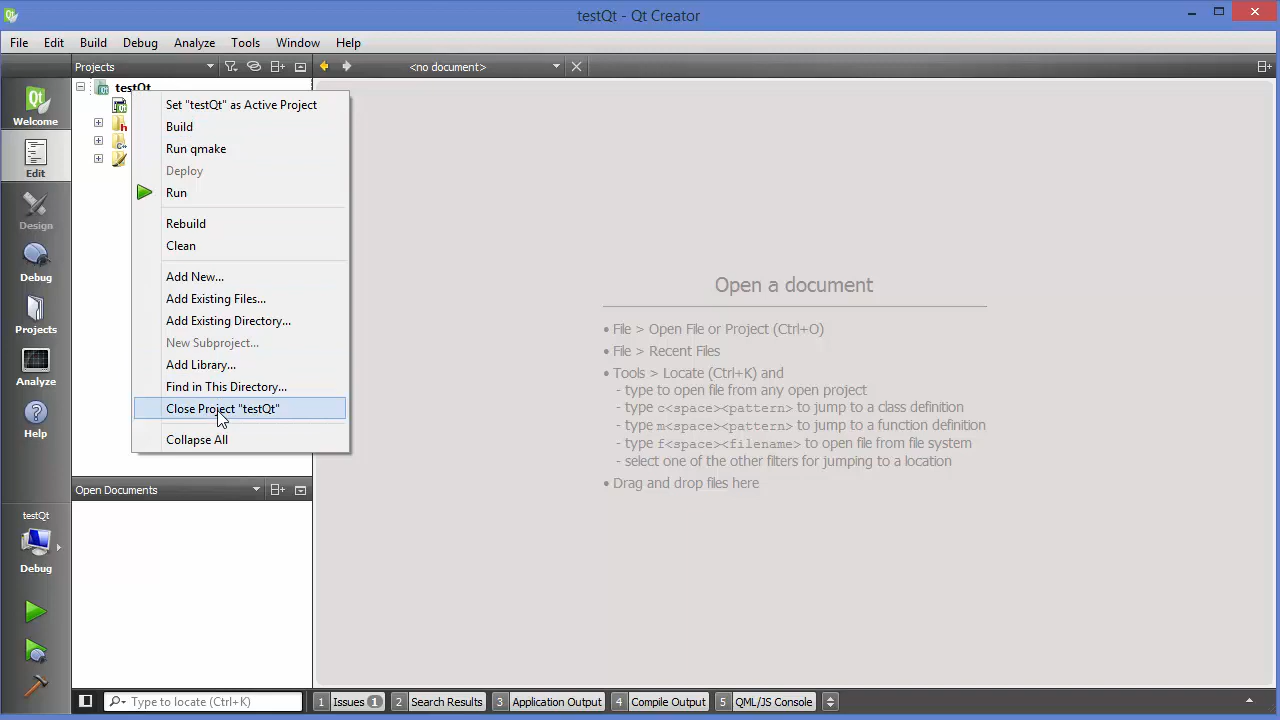 testQt - Qt Creator
File Edit Build Debug Analyze Tools Window Help
Projects
<no document>
testQt
Welcome
Edit
Design
Debug
Projects
Analyze
Help
Set "testQt" as Active Project
Build
Run qmake
Deploy
Run
Rebuild
Clean
Add New...
Add Existing Files...
Add Existing Directory...
New Subproject...
Add Library...
Find in This Directory...
Close Project "testQt"
Collapse All
Open a document
• File > Open File or Project (Ctrl+O)
• File > Recent Files
• Tools > Locate (Ctrl+K) and
- type to open file from any open project
- type c<space><pattern> to jump to a class definition
- type m<space><pattern> to jump to a function definition
- type f<space><filename> to open file from file system
- select one of the other filters for jumping to a location
• Drag and drop files here
Open Documents
testQt
Debug
Type to locate (Ctrl+K)
1 Issues 1 2 Search Results 3 Application Output 4 Compile Output 5 QML/JS Console